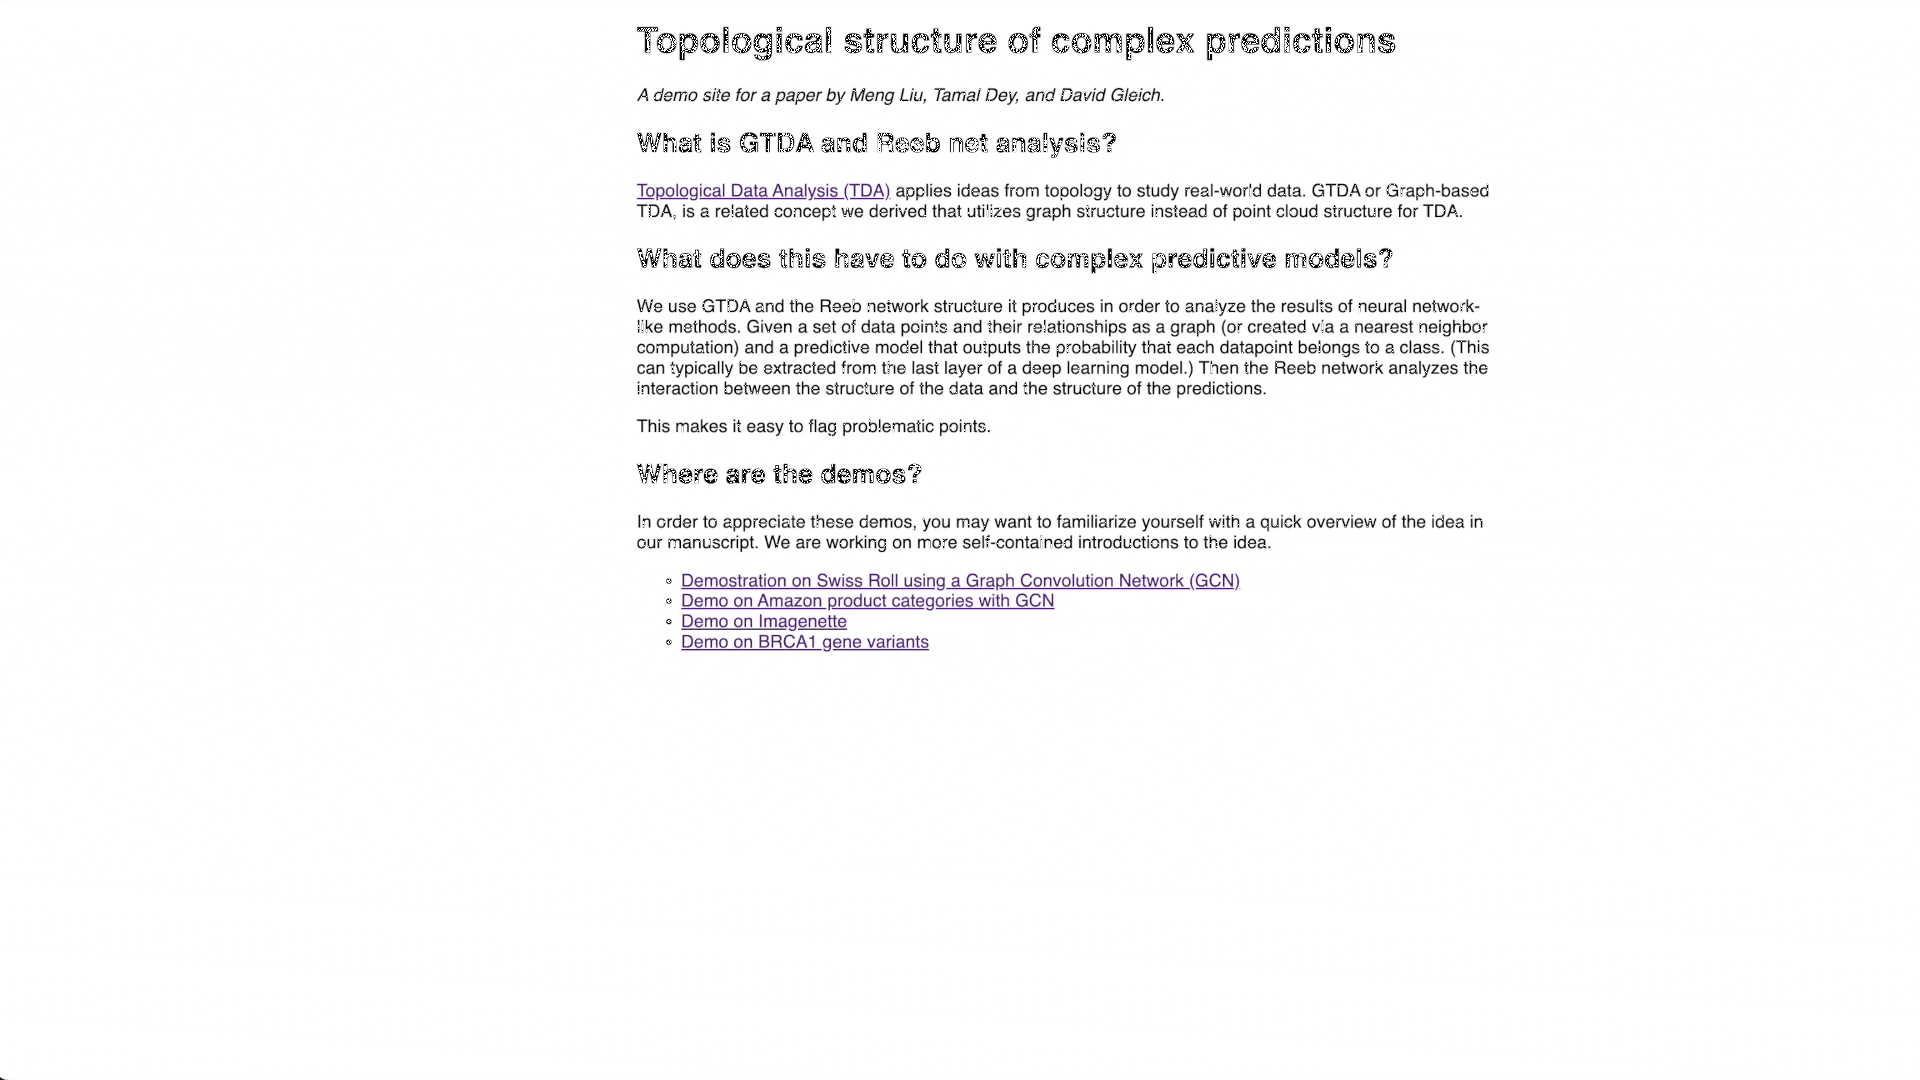 Topological structure of complex predictions
A demo site for a paper by Meng Liu, Tamal Dey, and David Gleich.
What is GTDA and Reeb net analysis?
Topological Data Analysis (TDA) applies ideas from topology to study real-world data. GTDA or Graph-based
TDA, is a related concept we derived that utilizes graph structure instead of point cloud structure for TDA.
What does this have to do with complex predictive models?
We use GTDA and the Reeb network structure it produces in order to analyze the results of neural network-
like methods. Given a set of data points and their relationships as a graph (or created via a nearest neighbor
computation) and a predictive model that outputs the probability that each datapoint belongs to a class. (This
can typically be extracted from the last layer of a deep learning model.) Then the Reeb network analyzes the
interaction between the structure of the data and the structure of the predictions.
This makes it easy to flag problematic points.
Where are the demos?
In order to appreciate these demos, you may want to familiarize yourself with a quick overview of the idea in
our manuscript. We are working on more self-contained introductions to the idea.
Demostration on Swiss Roll using a Graph Convolution Network (GCN)
Demo on Amazon product categories with GCN
Demo on Imagenette
Demo on BRCA1 gene variants